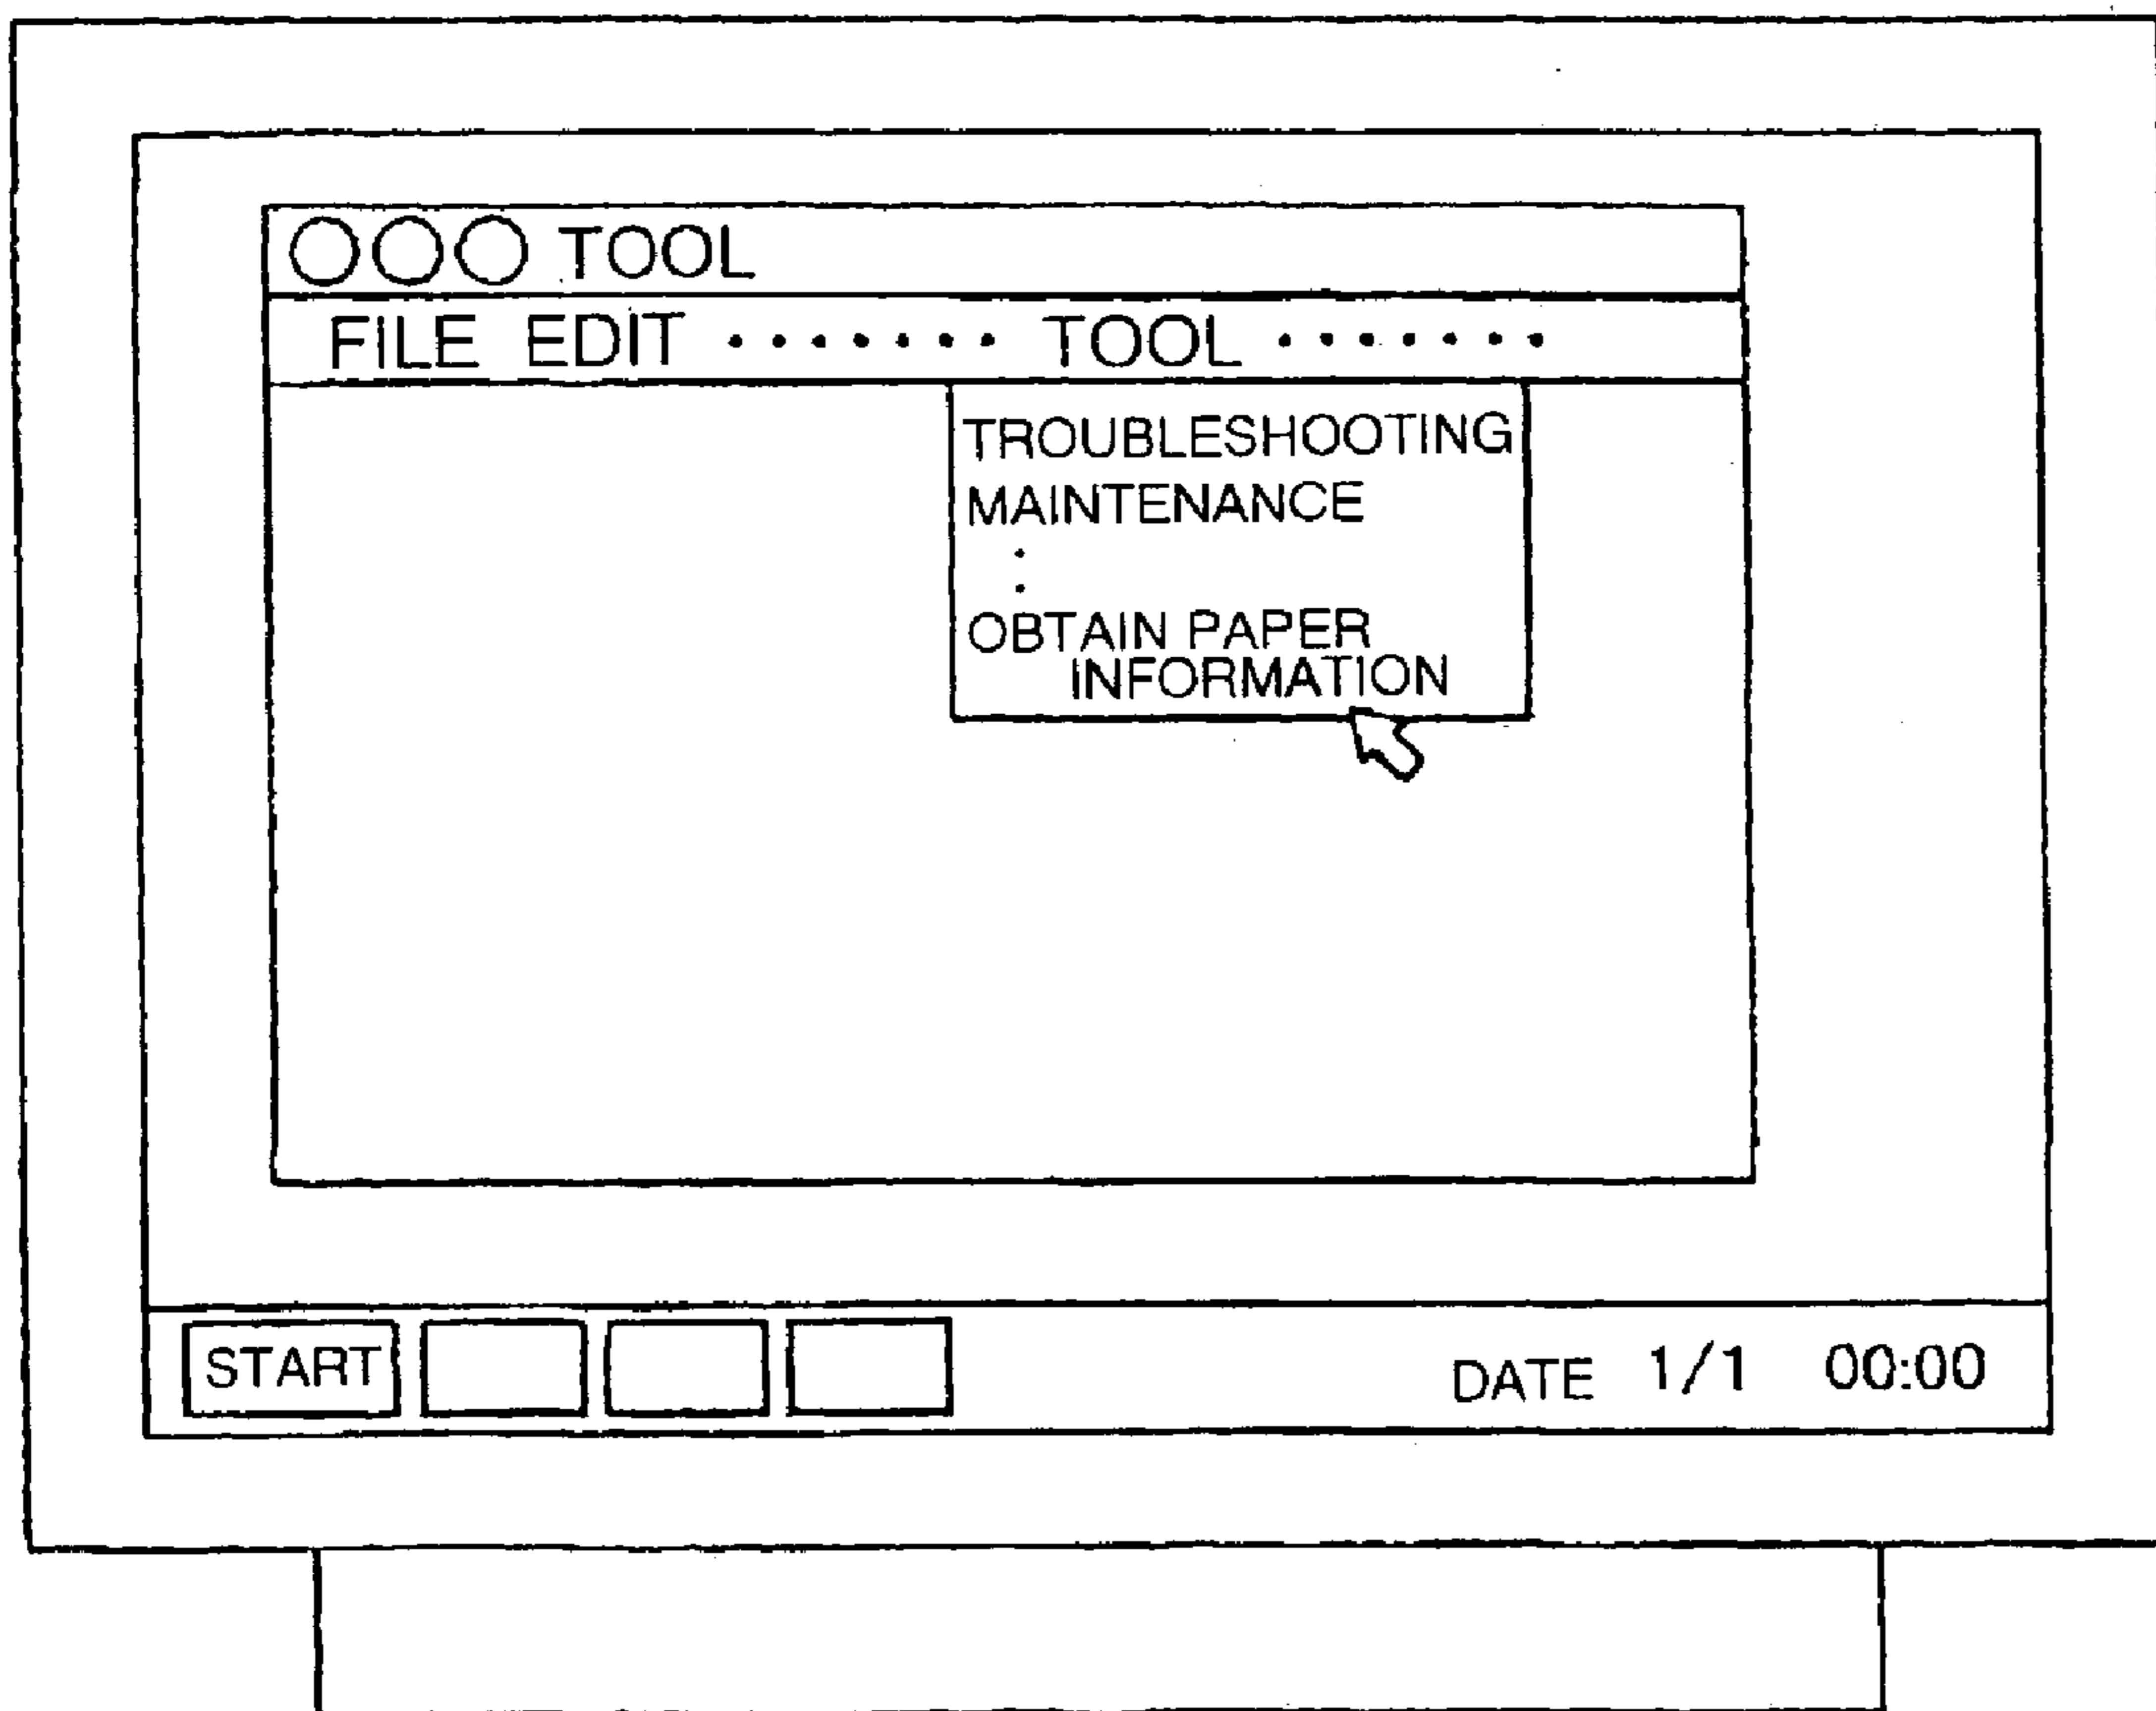 ○○○ TOOL
FILE EDIT ······· TOOL ·······
TROUBLESHOOTING
MAINTENANCE
:
OBTAIN PAPER
INFORMATION
START
DATE 1/1 00:00